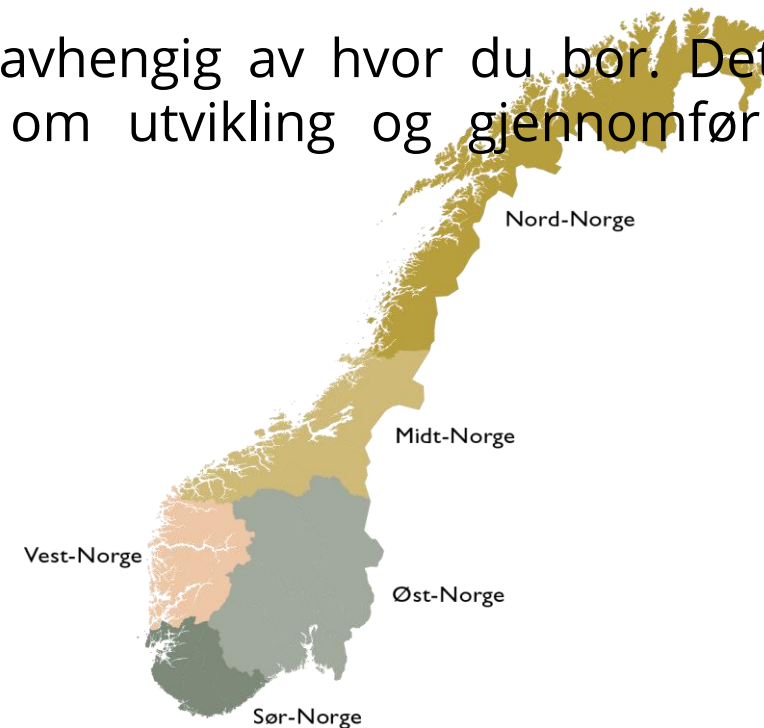 avhengig av hvor du bor. Det
om utvikling og gjennomfør
Nord-Norge
Midt-Norge
Vest-Norge
Øst-Norge
Sør-Norge